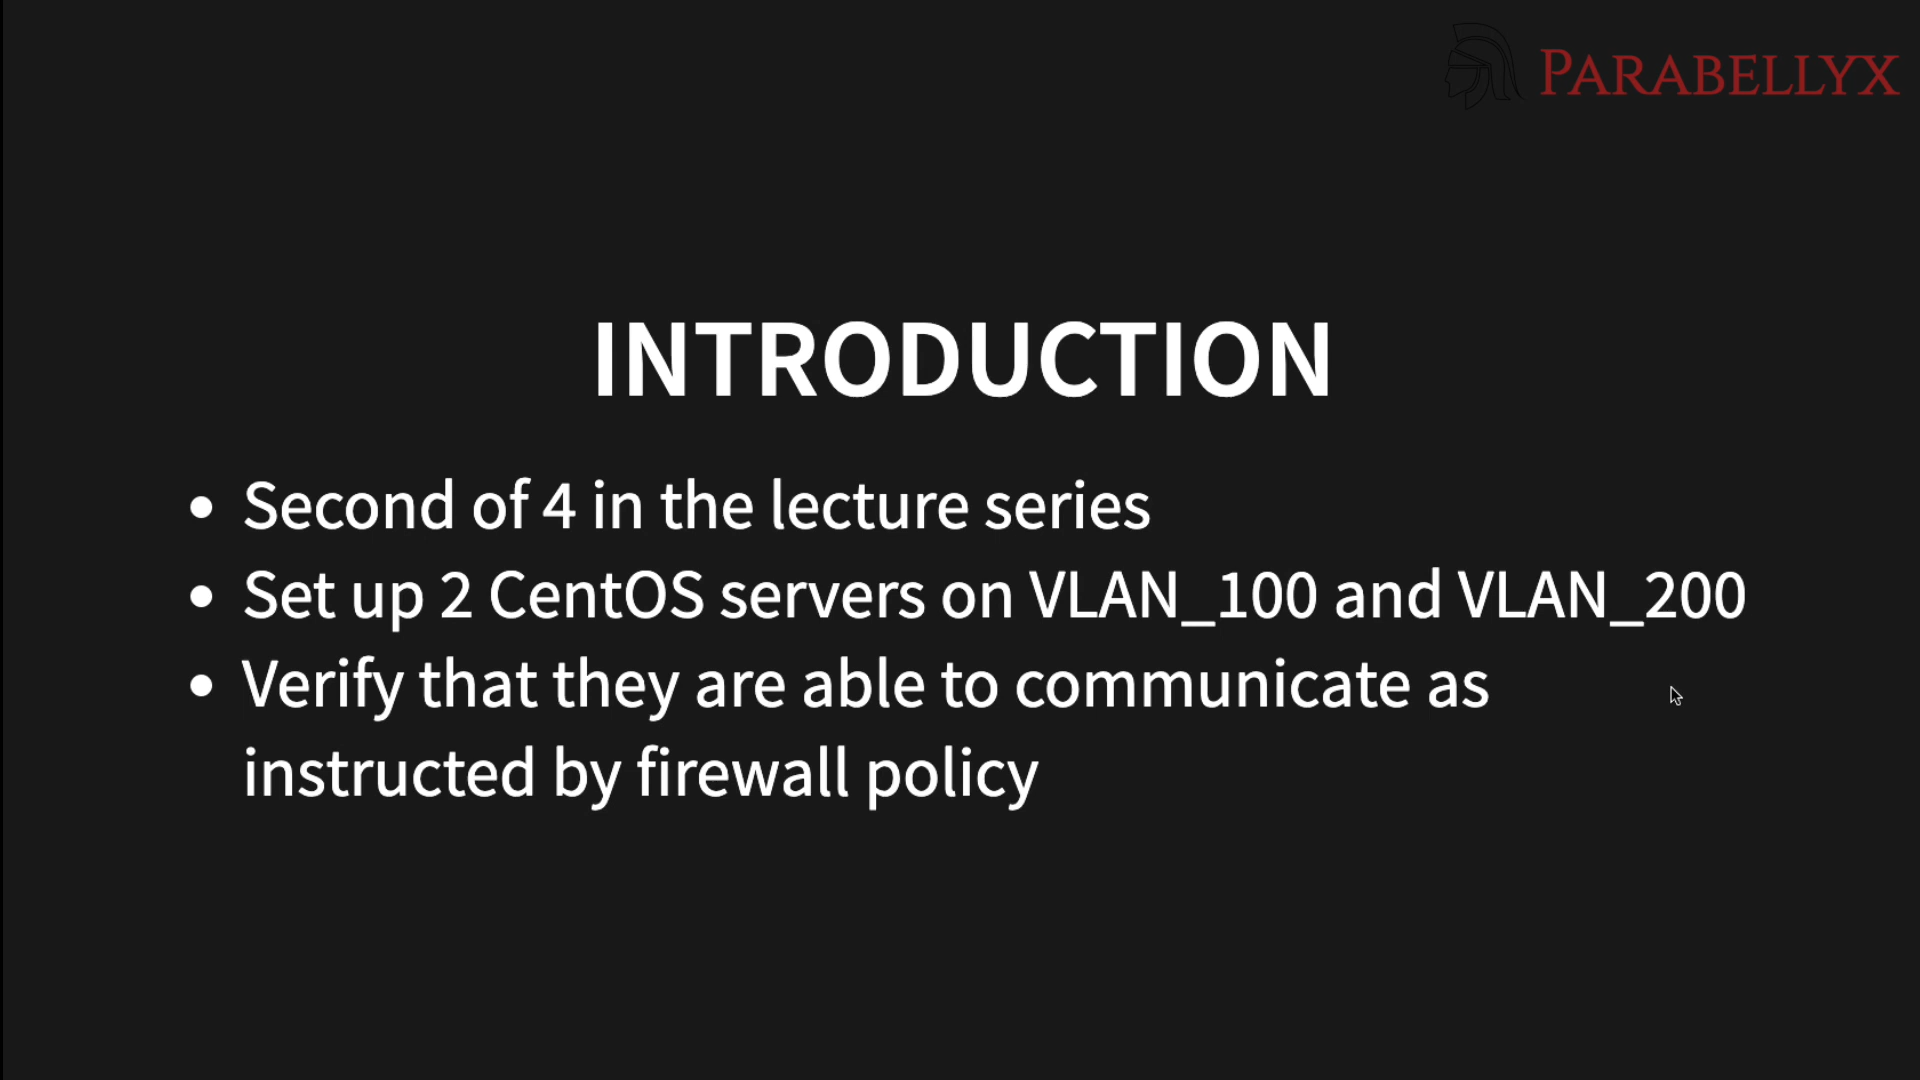 PARABELLYX
INTRODUCTION
• Second of 4 in the lecture series
• Set up 2 CentOS servers on VLAN_100 and VLAN_200
• Verify that they are able to communicate as
instructed by firewall policy